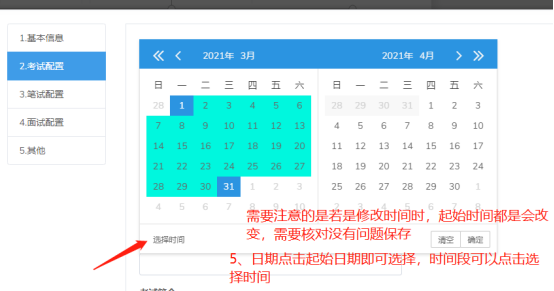 1.基本信息
2.考试配置
3.笔试配置
4.面试配置
5.其他
2021年 3月
日 一 二 三 四 五 六
28 1 2 3 4 5 6
7 8 9 10 11 12 13
14 15 16 17 18 19 20
21 22 23 24 25 26 27
28 29 30 31 1 2 3
4 5 6 7 8 9 10
2021年 4月
日 一 二 三 四 五 六
28 29 30 31 1 2 3
4 5 6 7 8 9 10
11 12 13 14 15 16 17
18 19 20 21 22 23 24
25 26 27 28 29 30 1
2 3 4 5 6 7 8
需要注意的是若是修改时间时，起始时间都是会改
变，需要核对没有问题保存
选择时间
清空 确定
5、日期点击起始日期即可选择，时间段可以点击选
择时间